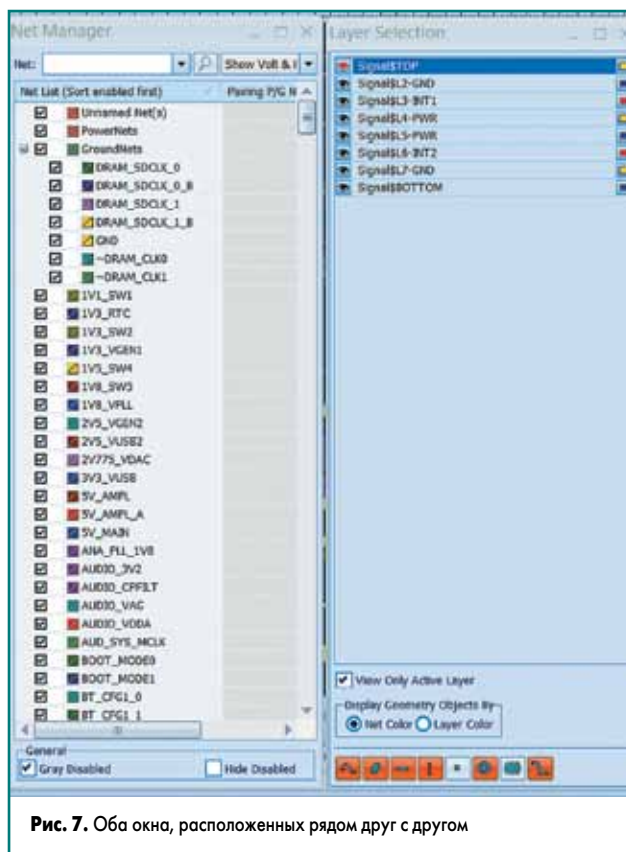 Net Manager
Net:
Show Volt &
Net List (Sort enabled first)
Pairing P/G N
Unnamed Net(s)
PowerNets
GroundNets
DRAM_SDCLK_0
DRAM_SDCLK_0_B
DRAM_SDCLK_1
DRAM_SDCLK_1_B
GND
~DRAM_CLK0
~DRAM_CLK1
1V1_SW1
1V3_RTC
1V3_SW2
1V3_VGEN1
1V5_SW4
1V8_SW3
1V8_VPLL
2V5_VGEN2
2V5_VUSB2
2V775_VDAC
3V3_VUSB
5V_AMPL
5V_AMPL_A
5V_MAIN
ANA_PLL_1V8
AUDIO_3V2
AUDIO_CPFILT
AUDIO_VAG
AUDIO_VDDA
AUD_SYS_MCLK
BOOT_MODE0
BOOT_MODE1
BT_CFG1_0
BT_CFG1_1
General
Gray Disabled
Hide Disabled
Layer Selection
Signal$TOP
Signal$L2-GND
Signal$L3-INT1
Signal$L4-PWR
Signal$L5-PWR
Signal$L6-INT2
Signal$L7-GND
Signal$BOTTOM
View Only Active Layer
Display Geometry Objects By
Net Color
Layer Color
Рис. 7. Оба окна, расположенных рядом друг с другом